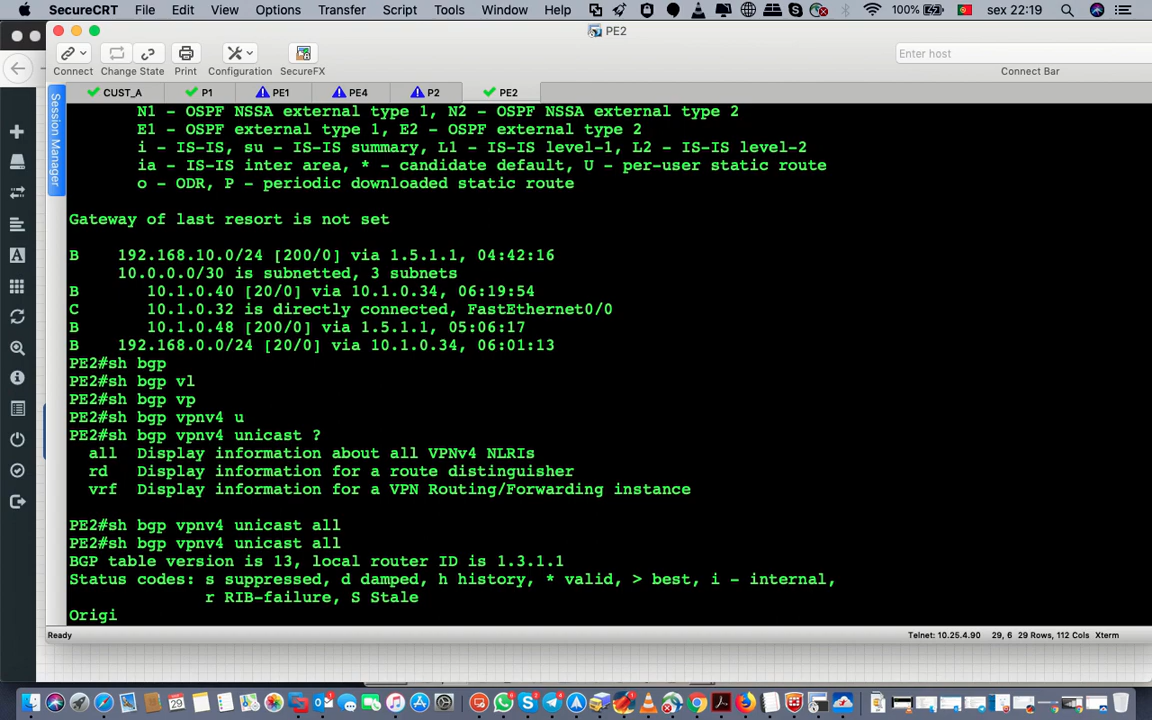 SecureCRT File Edit View Options Transfer Script Tools Window Help 100% sex 22:19
PE2
Connect Change State Print Configuration SecureFX Enter host
Connect Bar
CUST_A P1 PE1 PE4 P2 PE2
Session Manager
N1 - OSPF NSSA external type 1, N2 - OSPF NSSA external type 2
E1 - OSPF external type 1, E2 - OSPF external type 2
i - IS-IS, su - IS-IS summary, L1 - IS-IS level-1, L2 - IS-IS level-2
ia - IS-IS inter area, * - candidate default, U - per-user static route
o - ODR, P - periodic downloaded static route
Gateway of last resort is not set
B 192.168.10.0/24 [200/0] via 1.5.1.1, 04:42:16
10.0.0.0/30 is subnetted, 3 subnets
B 10.1.0.40 [20/0] via 10.1.0.34, 06:19:54
C 10.1.0.32 is directly connected, FastEthernet0/0
B 10.1.0.48 [200/0] via 1.5.1.1, 05:06:17
B 192.168.0.0/24 [20/0] via 10.1.0.34, 06:01:13
PE2#sh bgp
PE2#sh bgp vl
PE2#sh bgp vp
PE2#sh bgp vpnv4 u
PE2#sh bgp vpnv4 unicast ?
all Display information about all VPNv4 NLRIs
rd Display information for a route distinguisher
vrf Display information for a VPN Routing/Forwarding instance
PE2#sh bgp vpnv4 unicast all
PE2#sh bgp vpnv4 unicast all
BGP table version is 13, local router ID is 1.3.1.1
Status codes: s suppressed, d damped, h history, * valid, > best, i - internal,
r RIB-failure, S Stale
Origi
Ready Telnet: 10.25.4.90 29, 6 29 Rows, 112 Cols Xterm